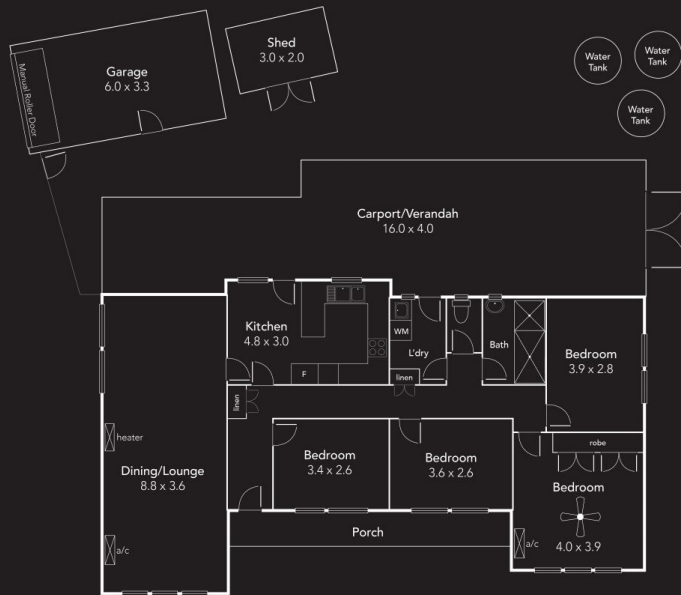 Shed
3.0 x 2.0
Garage
6.0 x 3.3
Manual Roller Door
Water
Tank
Water
Tank
Water
Tank
Carport/Verandah
16.0 x 4.0
Kitchen
4.8 x 3.0
F
WM
L'dry
linen
Bath
Bedroom
3.9 x 2.8
linen
heater
Dining/Lounge
8.8 x 3.6
a/c
Bedroom
3.4 x 2.6
Bedroom
3.6 x 2.6
robe
Bedroom
4.0 x 3.9
a/c
Porch